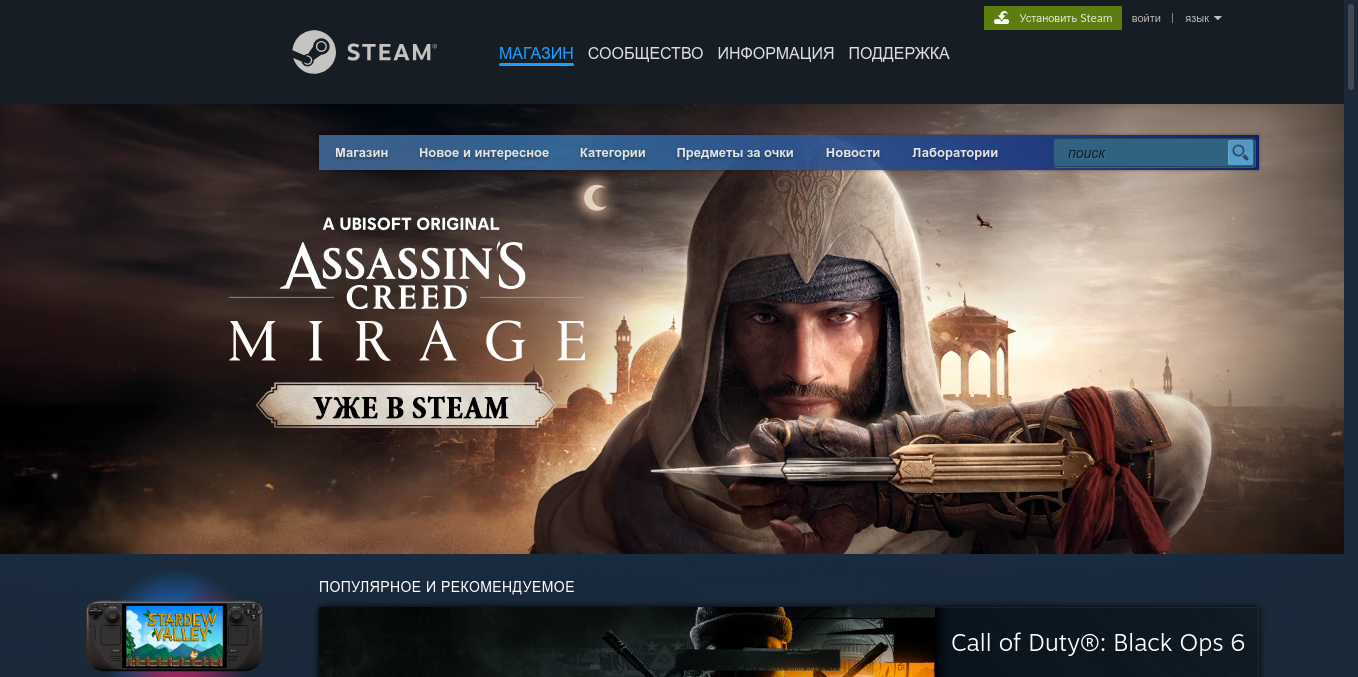 Установить Steam
войти | язык
STEAM®
МАГАЗИН СООБЩЕСТВО ИНФОРМАЦИЯ ПОДДЕРЖКА
Магазин Новое и интересное Категории Предметы за очки Новости Лаборатории поиск
A UBISOFT ORIGINAL
ASSASSIN'S
CREED
MIRAGE
УЖЕ В STEAM
ПОПУЛЯРНОЕ И РЕКОМЕНДУЕМОЕ
STARDEW
VALLEY
Call of Duty®: Black Ops 6